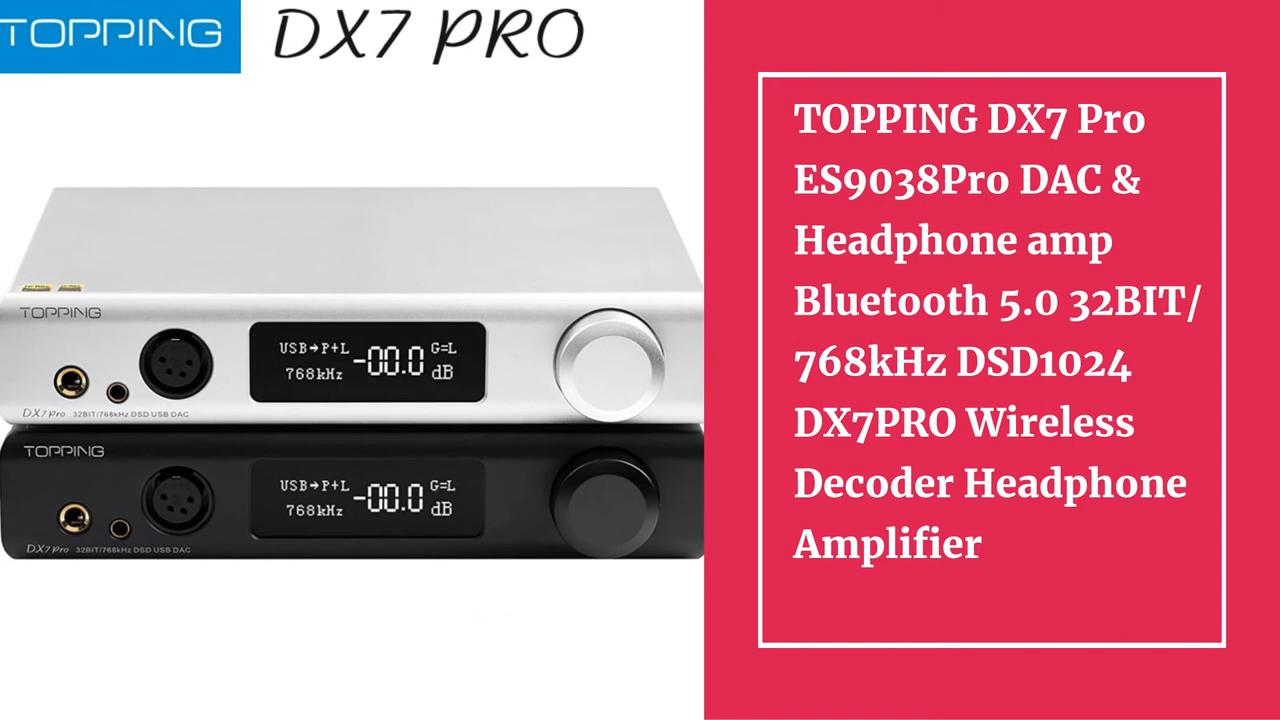 TOPPING
DX7 PRO
TOPPING DX7 Pro
ES9038Pro DAC &
Headphone amp
Bluetooth 5.0 32BIT/
768kHz DSD1024
DX7PRO Wireless
Decoder Headphone
Amplifier
TOPPING
USB→P+L
768kHz
-00.0
G=L
dB
DX7 Pro 32BIT/768kHz DSD USB DAC
TOPPING
USB→P+L
768kHz
-00.0
G=L
dB
DX7 Pro 32BIT/768kHz DSD USB DAC